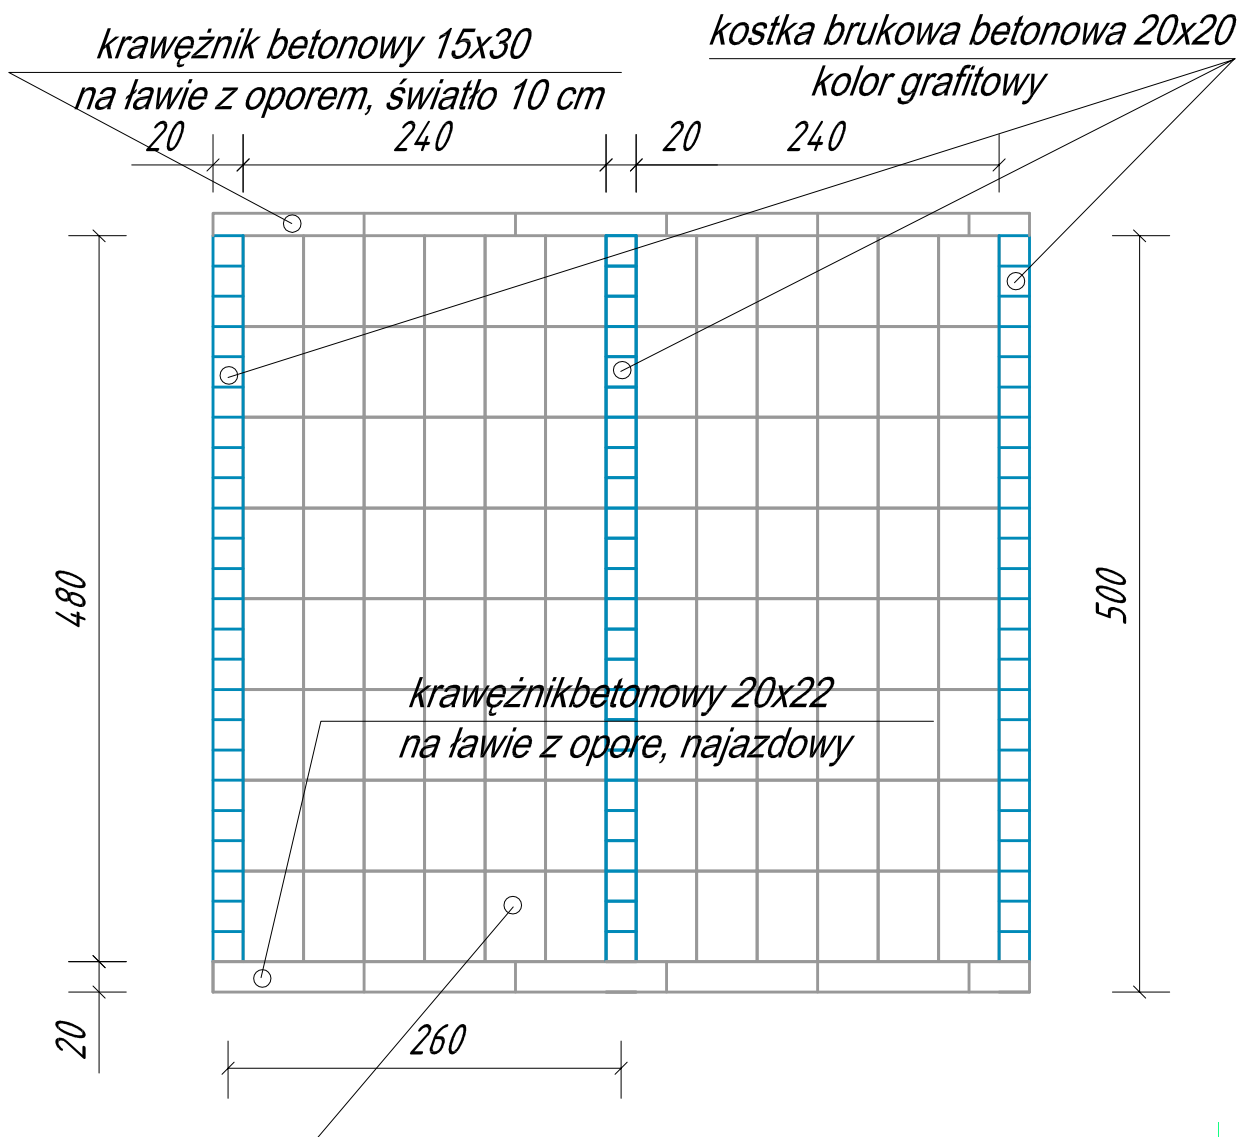 krawężnik betonowy 15x30
na ławie z oporem, światło 10 cm
kostka brukowa betonowa 20x20
kolor grafitowy
20
240
20
240
480
500
krawężnikbetonowy 20x22
na ławie z opore, najazdowy
20
260